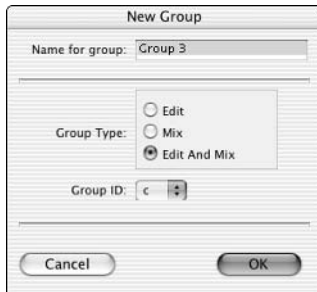 New Group
Name for group: Group 3
Group Type:
Edit
Mix
Edit And Mix
Group ID: c
Cancel OK